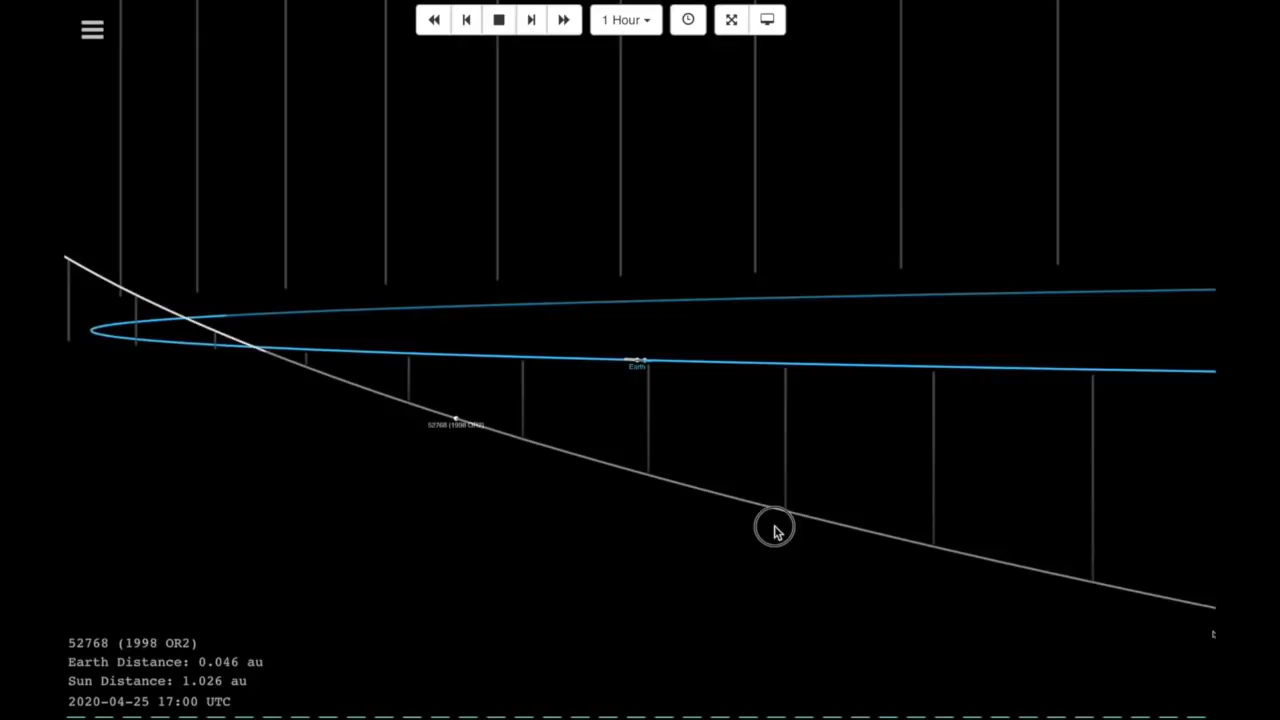 1 Hour
Earth
52768 (1998 OR2)
52768 (1998 OR2)
Earth Distance: 0.046 au
Sun Distance: 1.026 au
2020-04-25 17:00 UTC